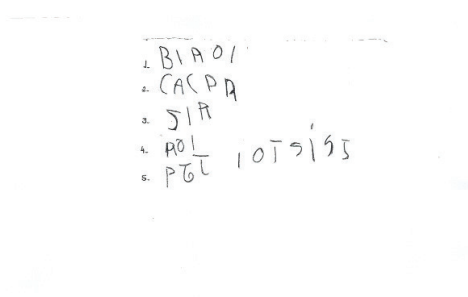 1. BIAOI
2. CACPA
3. SIA
4. AOI
5. PGL IOTSISS